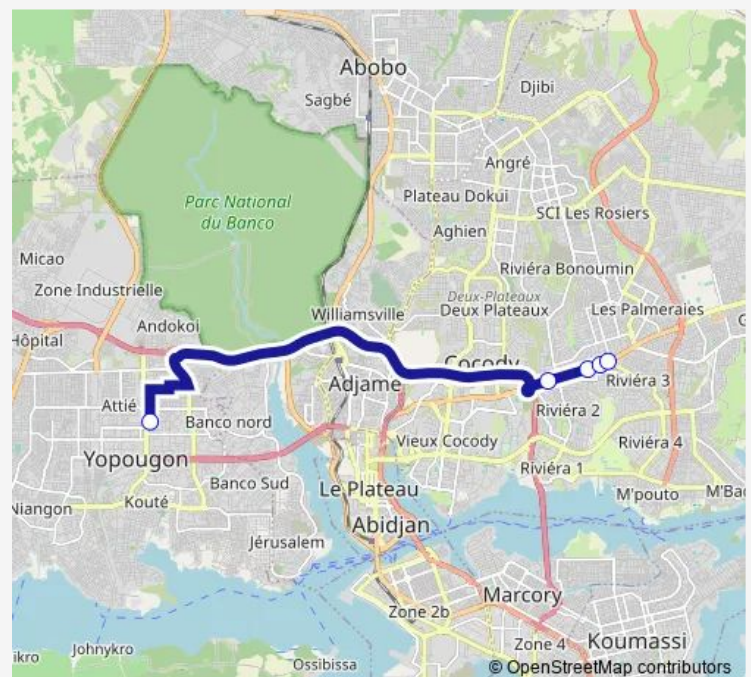 Abobo
Djibi
Sagbé
Angré
Plateau Dokui
Parc National
du Banco
SCI Les Rosiers
Aghien
Micao
Riviéra Bonoumin
Zone Industrielle
Deux-Plateaux
Deux Plateaux
Les Palmeraies
Williamsville
Andokoi
Hôpital
Cocody
Adjame
Riviéra 3
Attié
Riviéra 2
Banco nord
Vieux Cocody
Riviéra 4
Yopougon
Riviéra 1
Banco Sud
Le Plateau
M'pouto
M'Bad
Niangon
Kouté
Abidjan
Jérusalem
Marcory
Zone 2b
Koumassi
Zone 4
Johnykro
ikro
Ossibissa
© OpenStreetMap contributors